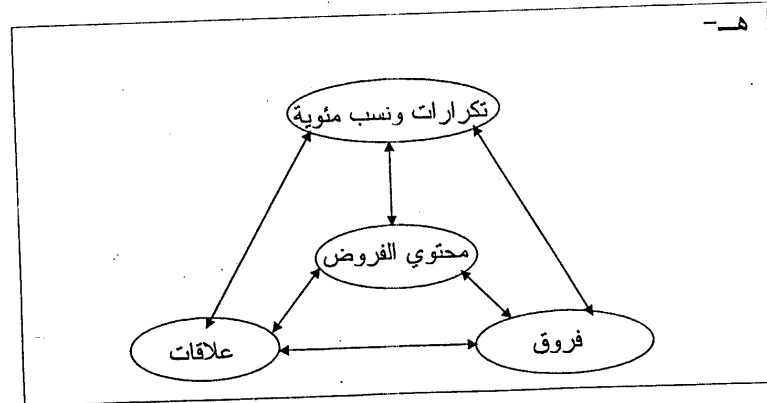 هـ-
تكرارات ونسب مئوية
محتوي الفروض
فروق
علاقات